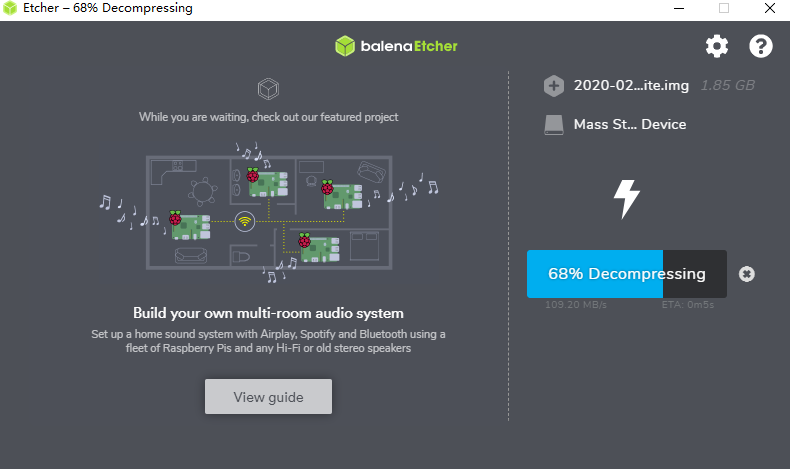 Etcher – 68% Decompressing
balenaEtcher
While you are waiting, check out our featured project
Build your own multi-room audio system
Set up a home sound system with Airplay, Spotify and Bluetooth using a
fleet of Raspberry Pis and any Hi-Fi or old stereo speakers
View guide
2020-02...ite.img 1.85 GB
Mass St... Device
68% Decompressing
109.20 MB/s ETA: 0m5s